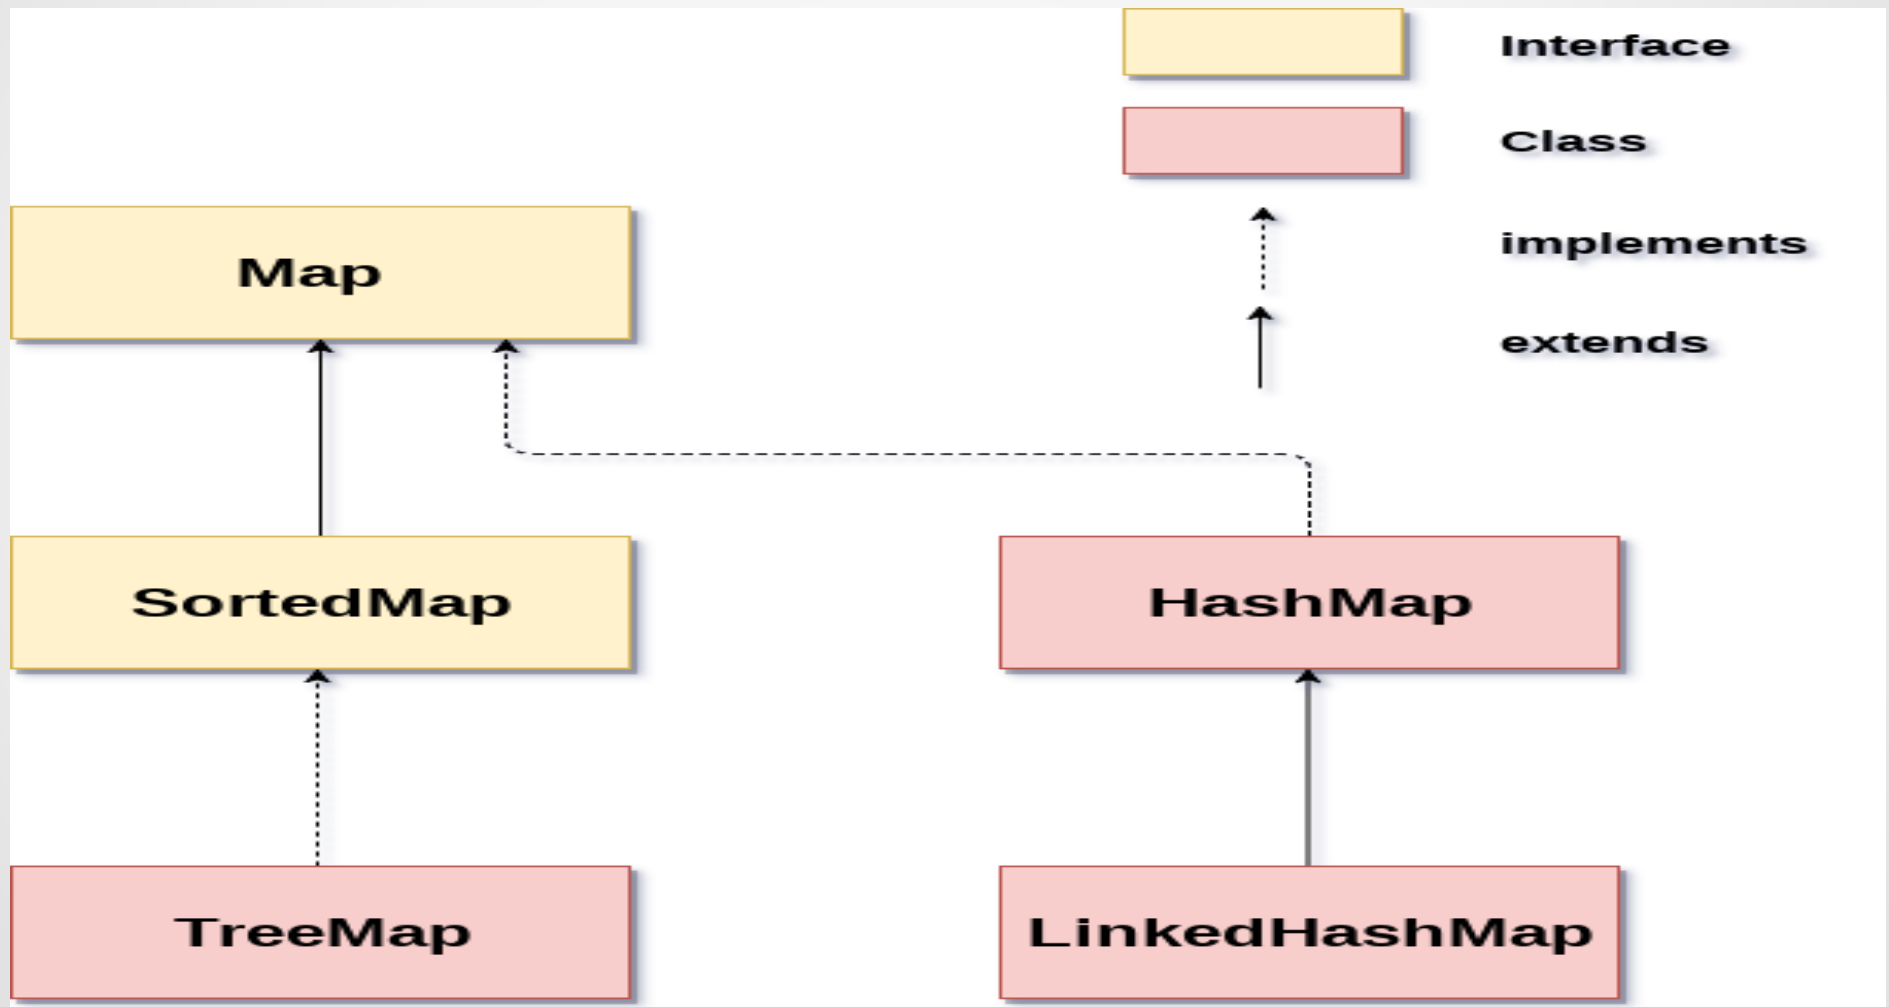 Interface
Class
implements
extends
Map
SortedMap
HashMap
TreeMap
LinkedHashMap